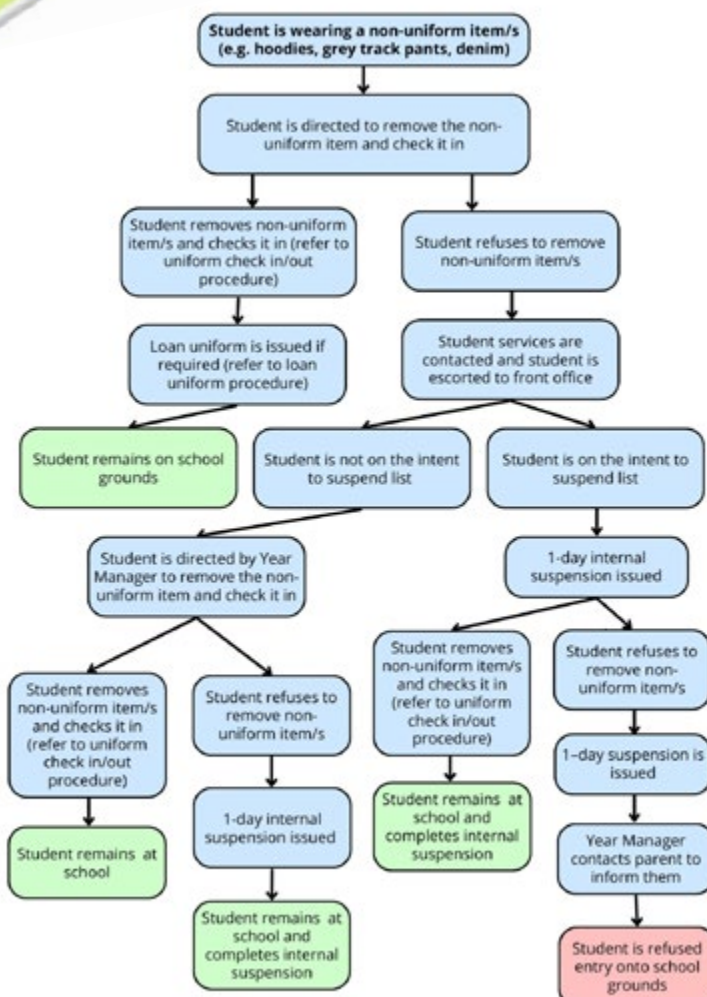 Student is wearing a non-uniform item/s
(e.g. hoodies, grey track pants, denim)
Student is directed to remove the non-
uniform item and check it in
Student removes non-uniform
item/s and checks it in (refer to
uniform check in/out
procedure)
Student refuses to remove
non-uniform item/s
Loan uniform is issued if
required (refer to loan
uniform procedure)
Student services are
contacted and student is
escorted to front office
Student remains on school
grounds
Student is not on the intent
to suspend list
Student is on the intent to
suspend list
Student is directed by Year
Manager to remove the non-
uniform item and check it in
1-day internal
suspension issued
Student removes
non-uniform item/s
and checks it in
(refer to uniform
check in/out
procedure)
Student refuses to
remove non-
uniform item/s
Student removes
non-uniform item/s
and checks it in
(refer to uniform
check in/out
procedure)
Student refuses to
remove non-
uniform item/s
1-day suspension is
issued
Student remains at
school
1-day internal
suspension issued
Student remains at
school and
completes internal
suspension
Year Manager
contacts parent to
inform them
Student remains at
school and
completes internal
suspension
Student is refused
entry onto school
grounds